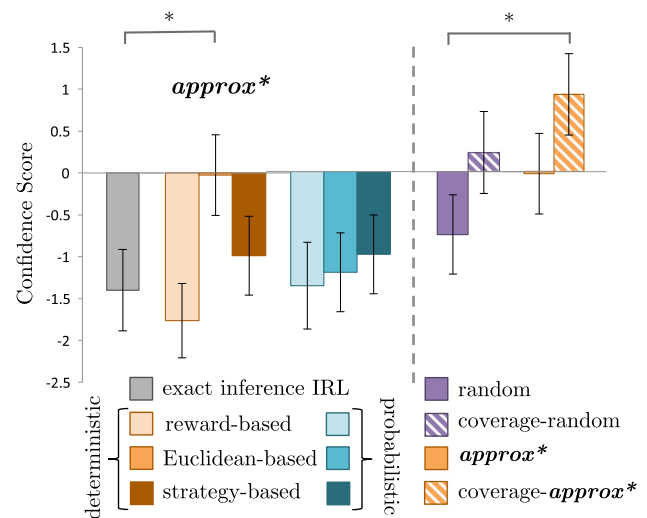 *
*
1.5
1
0.5
0
-0.5
-1
-1.5
-2
-2.5
Confidence Score
approx*
exact inference IRL
reward-based
Euclidean-based
strategy-based
deterministic
probabilistic
random
coverage-random
approx*
coverage-approx*